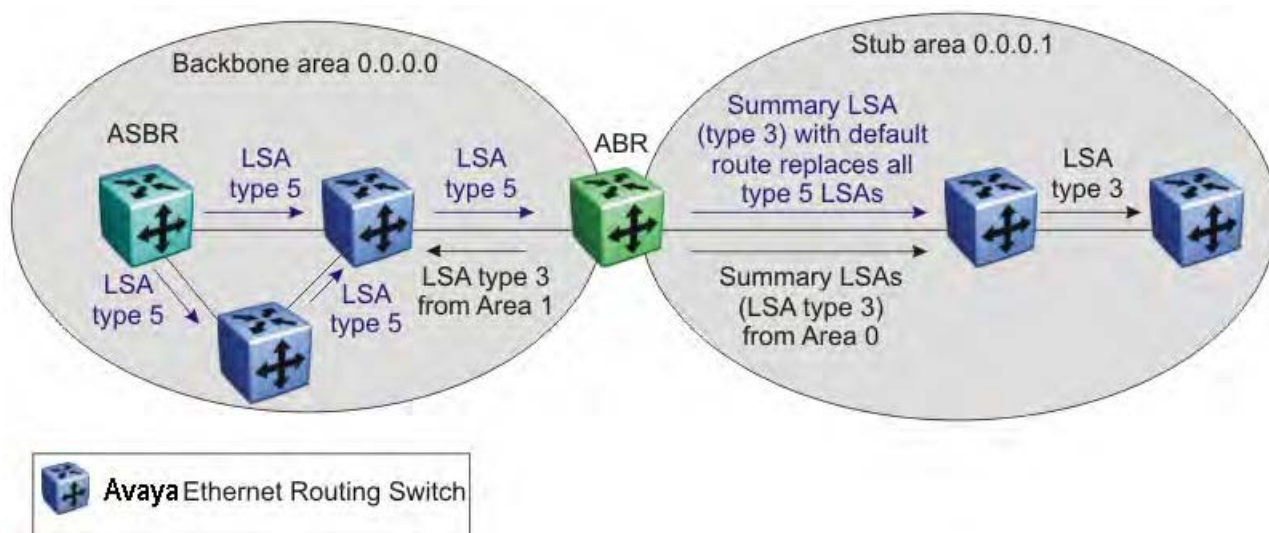 Backbone area 0.0.0.0
Stub area 0.0.0.1
ASBR
LSA
type 5
LSA
type 5
ABR
Summary LSA
(type 3) with default
route replaces all
type 5 LSAs
LSA
type 3
LSA
type 5
LSA
type 5
LSA type 3
from Area 1
Summary LSAs
(LSA type 3)
from Area 0
Avaya Ethernet Routing Switch